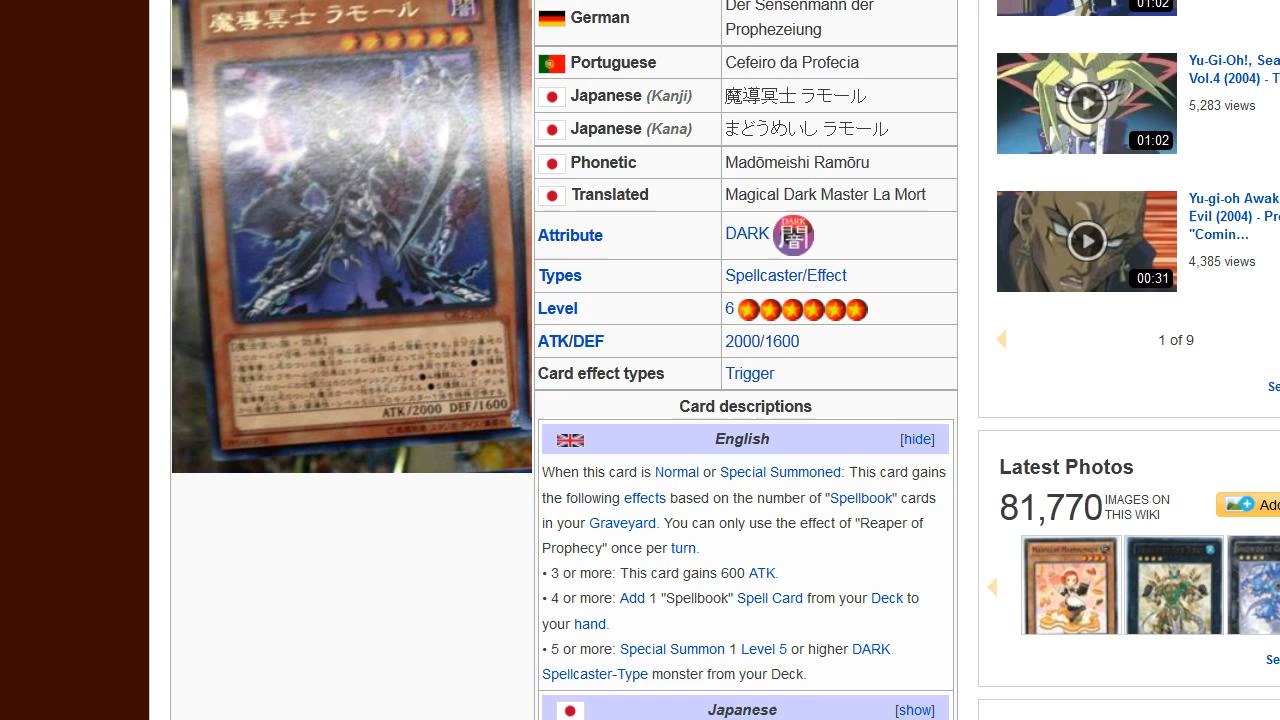 魔導冥士 ラモール
闇
ATK/2000 DEF/1600
German
Der Sensenmann der
Prophezeiung
Portuguese
Cefeiro da Profecia
Japanese (Kanji)
魔導冥士 ラモール
Japanese (Kana)
まどうめいし ラモール
Phonetic
Madōmeishi Ramōru
Translated
Magical Dark Master La Mort
Attribute
DARK
DARK
闇
Types
Spellcaster/Effect
Level
6
ATK/DEF
2000/1600
Card effect types
Trigger
Card descriptions
English
[hide]
When this card is Normal or Special Summoned: This card gains
the following effects based on the number of "Spellbook" cards
in your Graveyard. You can only use the effect of "Reaper of
Prophecy" once per turn.
• 3 or more: This card gains 600 ATK.
• 4 or more: Add 1 "Spellbook" Spell Card from your Deck to
your hand.
• 5 or more: Special Summon 1 Level 5 or higher DARK
Spellcaster-Type monster from your Deck.
Japanese
[show]
01:02
Yu-Gi-Oh!, Sea
Vol.4 (2004) - T
5,283 views
01:02
Yu-gi-oh Awak
Evil (2004) - Pr
"Comin...
4,385 views
00:31
1 of 9
Se
Latest Photos
81,770 IMAGES ON
THIS WIKI
Add
Se